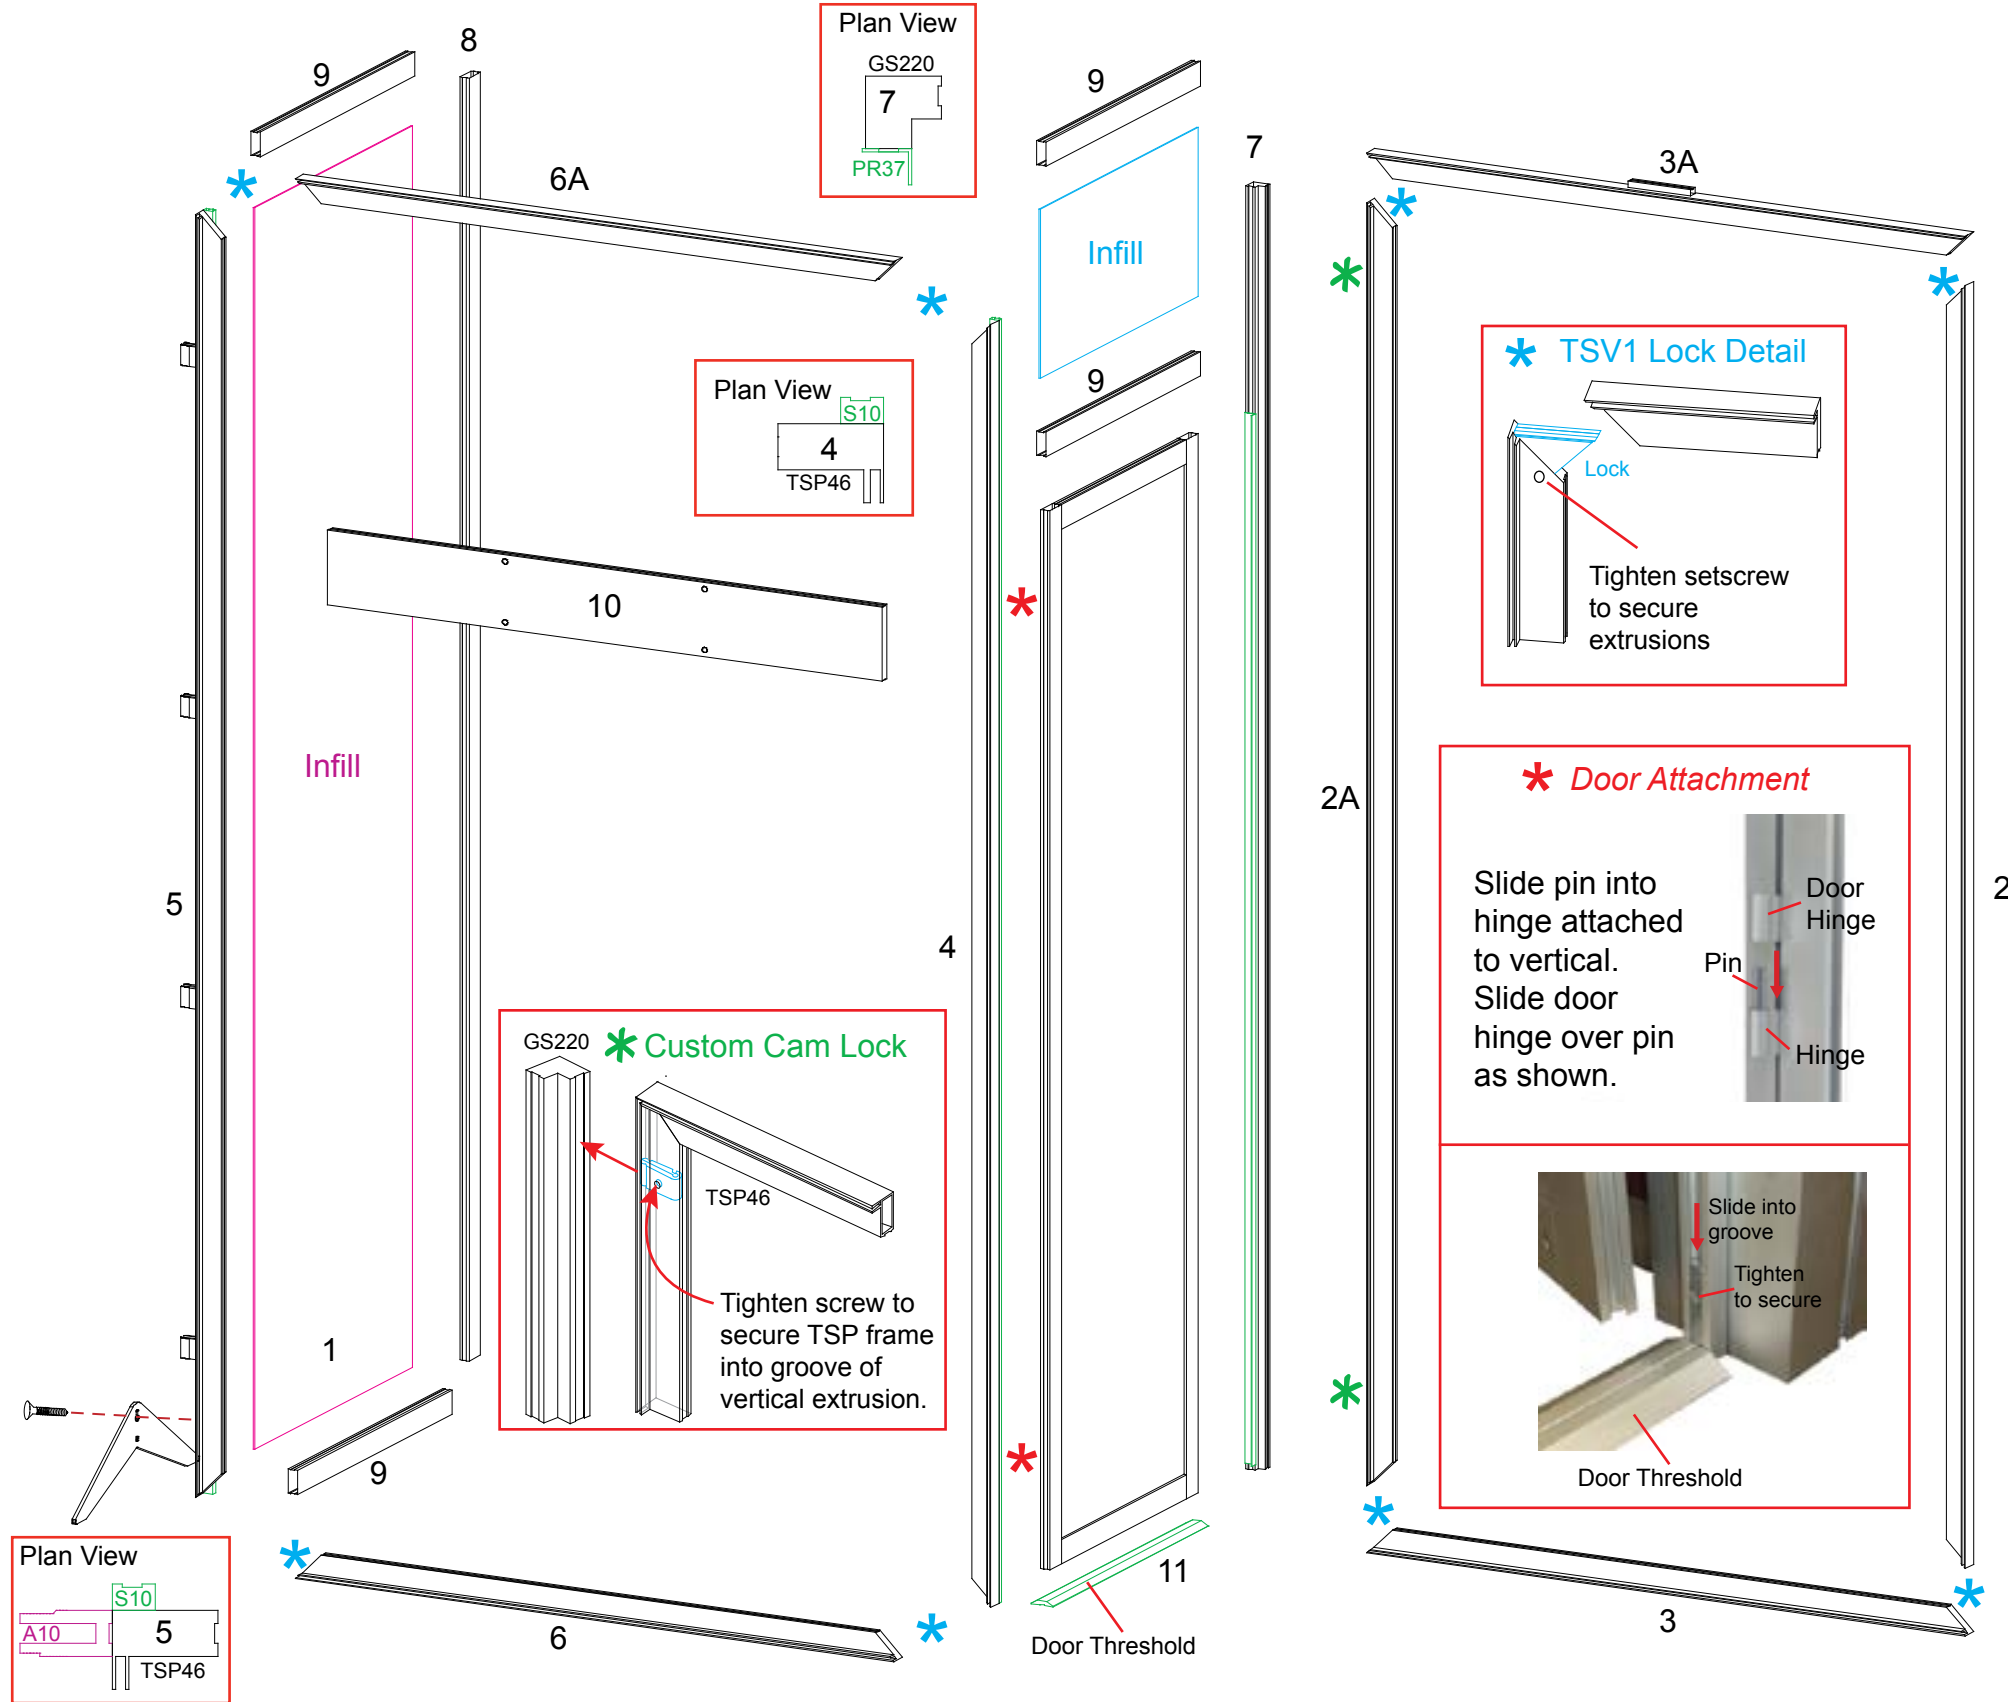 9
8
Plan View
GS220
7
PR37
9
7
3A
6A
Infill
TSV1 Lock Detail
Lock
Tighten setscrew
to secure
extrusions
Plan View
S10
4
TSP46
9
10
Infill
5
4
2A
2
Door Attachment
Slide pin into
hinge attached
to vertical.
Slide door
hinge over pin
as shown.
Door
Hinge
Pin
Hinge
GS220
Custom Cam Lock
TSP46
Tighten screw to
secure TSP frame
into groove of
vertical extrusion.
Slide into
groove
Tighten
to secure
Door Threshold
1
9
Plan View
S10
A10
5
TSP46
6
11
Door Threshold
3